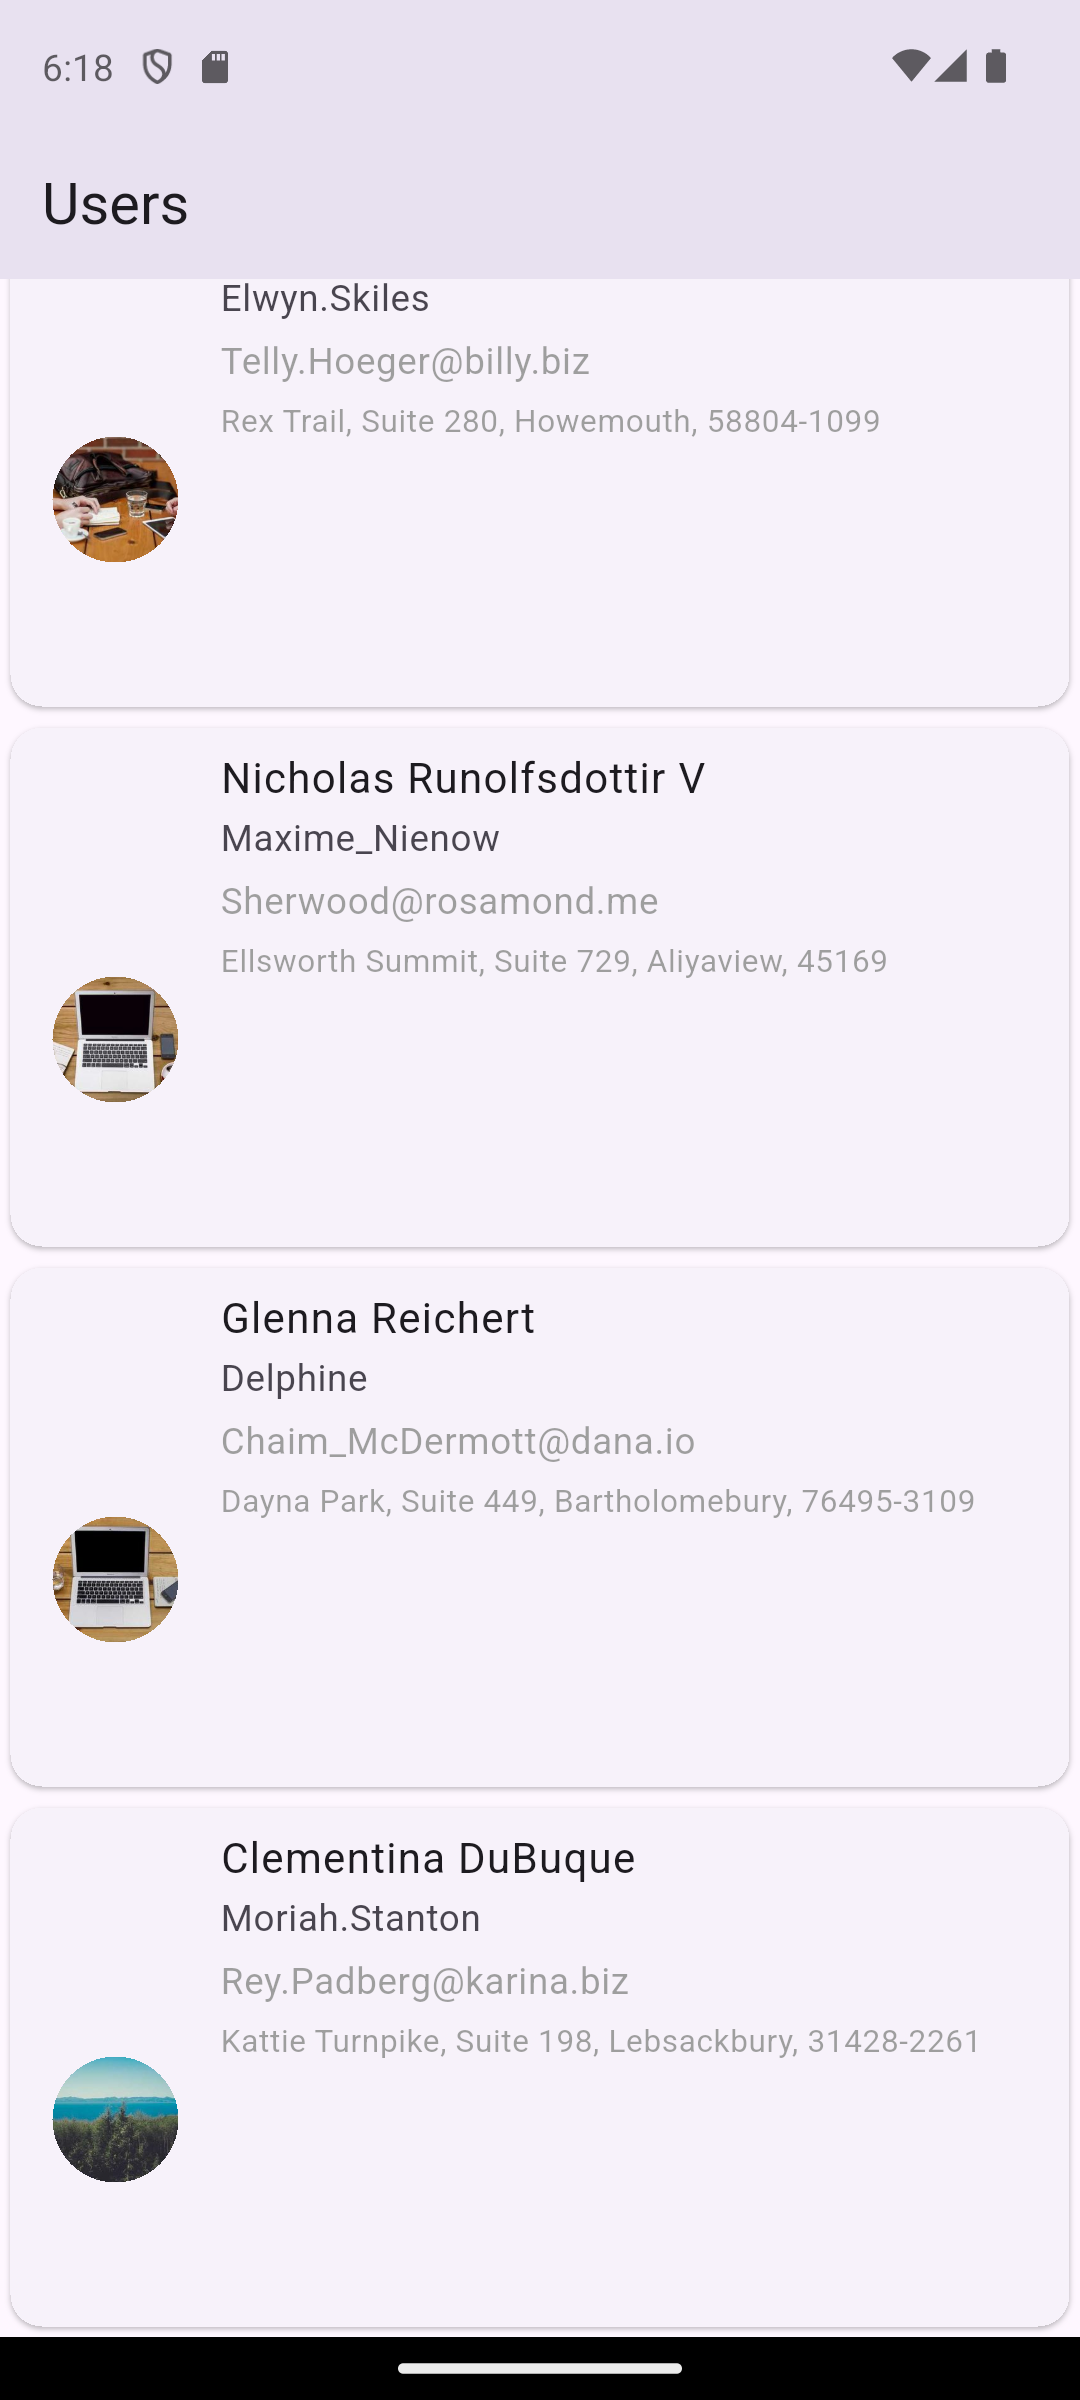 6:18
Users
Elwyn.Skiles
Telly.Hoeger@billy.biz
Rex Trail, Suite 280, Howemouth, 58804-1099
Nicholas Runolfsdottir V
Maxime_Nienow
Sherwood@rosamond.me
Ellsworth Summit, Suite 729, Aliyaview, 45169
Glenna Reichert
Delphine
Chaim_McDermott@dana.io
Dayna Park, Suite 449, Bartholomebury, 76495-3109
Clementina DuBuque
Moriah.Stanton
Rey.Padberg@karina.biz
Kattie Turnpike, Suite 198, Lebsackbury, 31428-2261